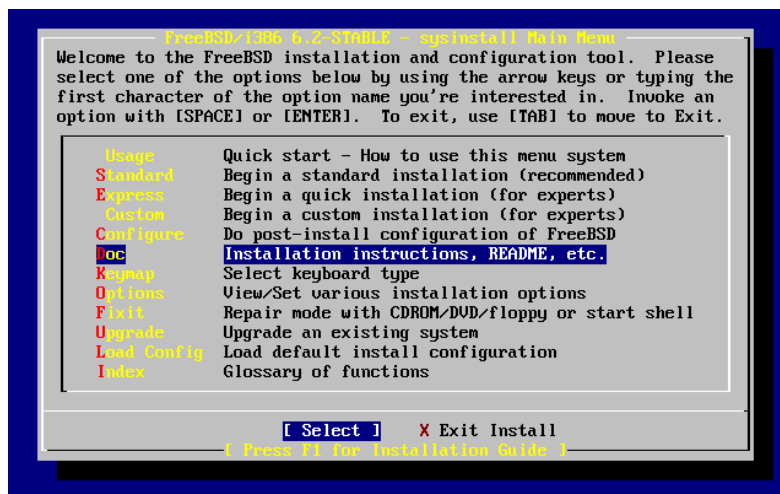 FreeBSD/i386 6.2-STABLE - sysinstall Main Menu
Welcome to the FreeBSD installation and configuration tool.  Please
select one of the options below by using the arrow keys or typing the
first character of the option name you're interested in.  Invoke an
option with [SPACE] or [ENTER].  To exit, use [TAB] to move to Exit.
Usage Quick start - How to use this menu system
Standard Begin a standard installation (recommended)
Express Begin a quick installation (for experts)
Custom Begin a custom installation (for experts)
Configure Do post-install configuration of FreeBSD
Doc Installation instructions, README, etc.
Keymap Select keyboard type
Options View/Set various installation options
Fixit Repair mode with CDROM/DVD/floppy or start shell
Upgrade Upgrade an existing system
Load Config Load default install configuration
Index Glossary of functions
[ Select ] X Exit Install
[ Press F1 for Installation Guide ]